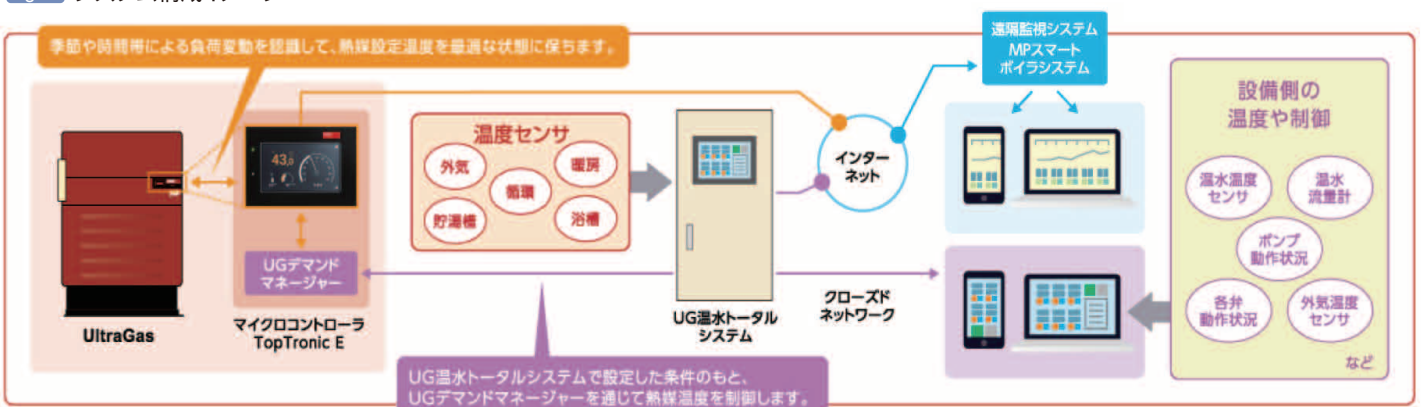 季節や時間帯による負荷変動を認識して、熱媒設定温度を最適な状態に保ちます。
遠隔監視システム
MPスマート
ボイラシステム
43.0
温度センサ
外気
暖房
循環
貯湯槽
浴槽
インター
ネット
設備側の
温度や制御
温水温度
センサ
温水
流量計
ポンプ
動作状況
各弁
動作状況
外気温度
センサ
など
UGデマンド
マネージャー
UltraGas
マイクロコントローラ
TopTronic E
UG温水トータル
システム
クローズド
ネットワーク
UG温水トータルシステムで設定した条件のもと、
UGデマンドマネージャーを通じて熱媒温度を制御します。